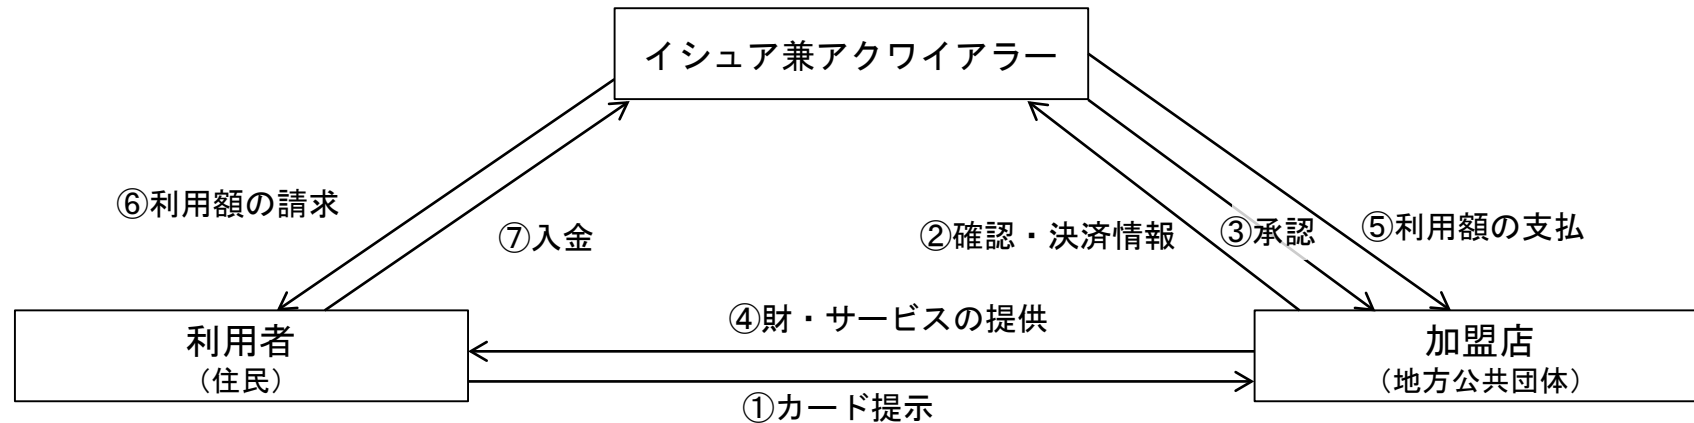 イシュア兼アクワイアラー
⑥利用額の請求
⑦入金
②確認・決済情報
③承認
⑤利用額の支払
④財・サービスの提供
利用者
（住民）
加盟店
（地方公共団体）
①カード提示